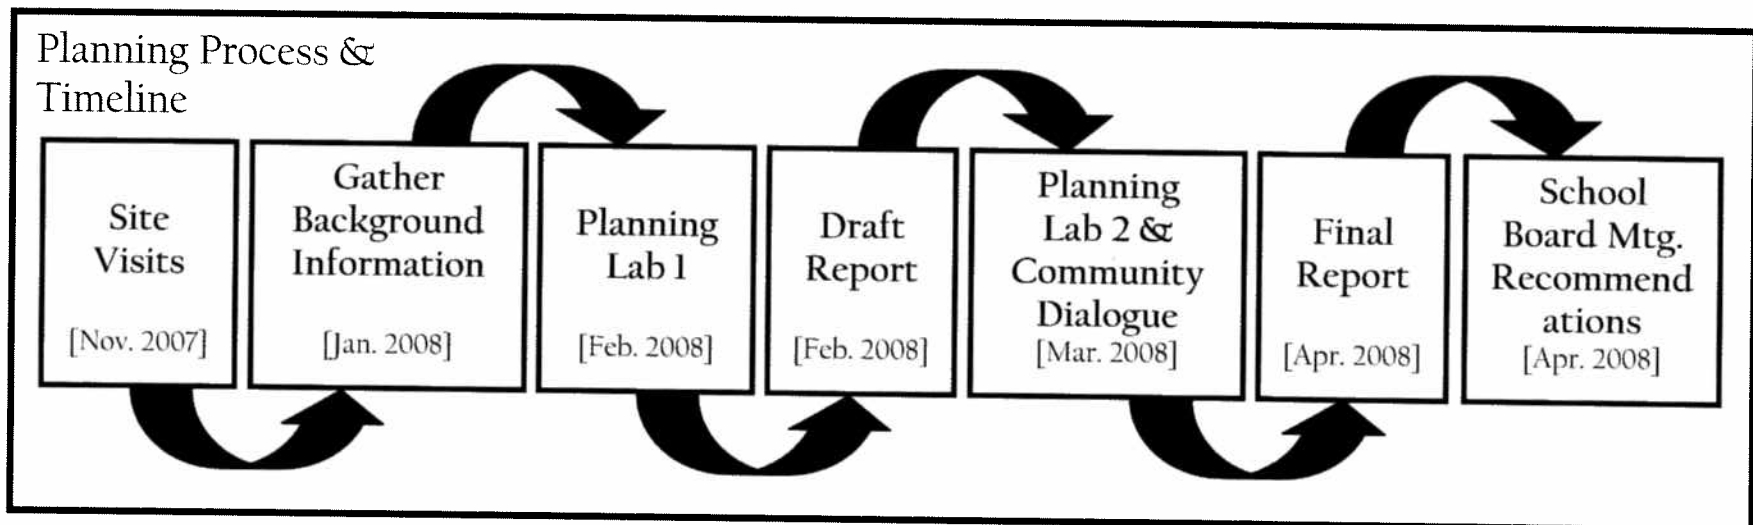 Planning Process &
Timeline
Site
Visits
[Nov. 2007]
Gather
Background
Information
[Jan. 2008]
Planning
Lab 1
[Feb. 2008]
Draft
Report
[Feb. 2008]
Planning
Lab 2 &
Community
Dialogue
[Mar. 2008]
Final
Report
[Apr. 2008]
School
Board Mtg.
Recommend
ations
[Apr. 2008]